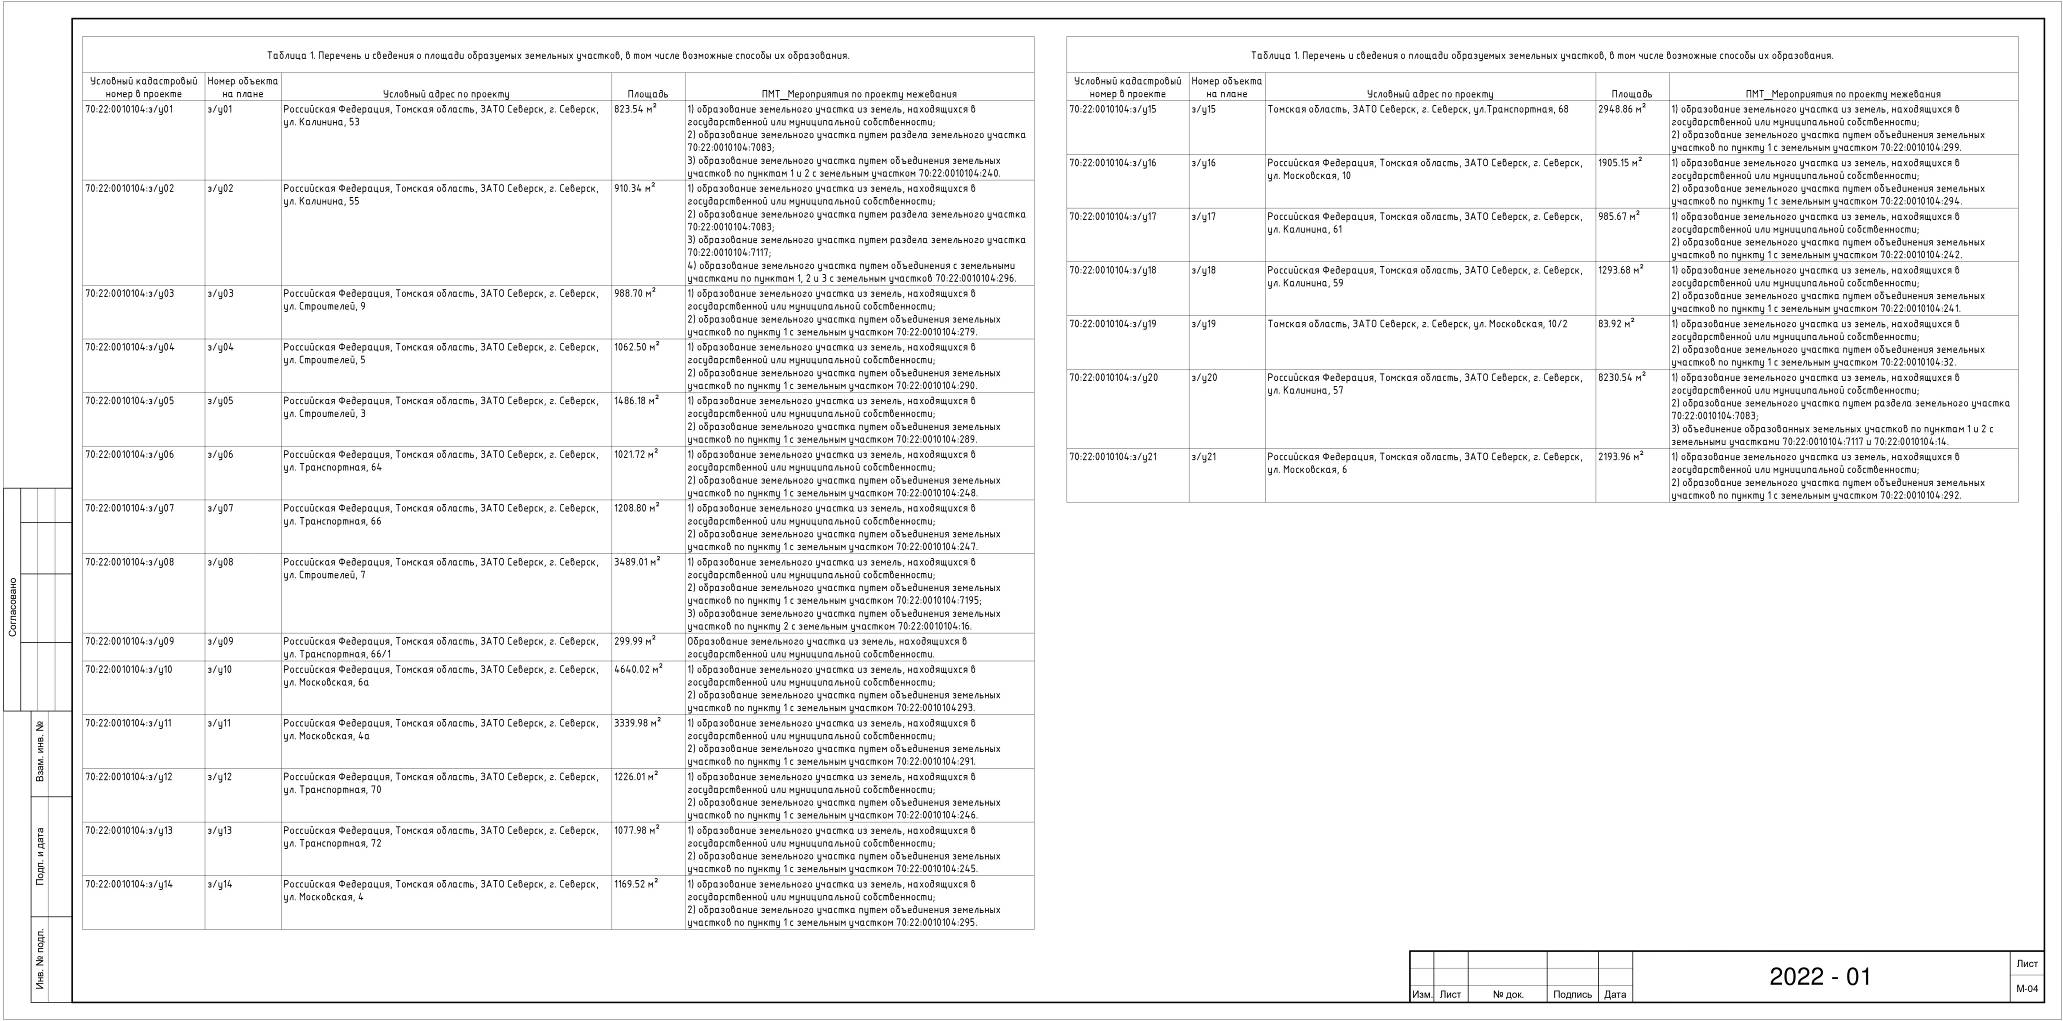 Таблица 1. Перечень и сведения о площади образуемых земельных участков, в том числе возможные способы их образования.
Условный кадастровый номер в проекте
Номер объекта на плане
Условный адрес по проекту
Площадь
ПМТ_Мероприятия по проекту межевания
70:22:0010104:з/у01
з/у01
Российская Федерация, Томская область, ЗАТО Северск, г. Северск,
ул. Калинина, 53
823.54 м²
1) образование земельного участка из земель, находящихся в
государственной или муниципальной собственности;
2) образование земельного участка путем раздела земельного участка
70:22:0010104:7083;
3) образование земельного участка путем объединения земельных
участков по пунктам 1 и 2 с земельным участком 70:22:0010104:240.
70:22:0010104:з/у02
з/у02
Российская Федерация, Томская область, ЗАТО Северск, г. Северск,
ул. Калинина, 55
910.34 м²
1) образование земельного участка из земель, находящихся в
государственной или муниципальной собственности;
2) образование земельного участка путем раздела земельного участка
70:22:0010104:7083;
3) образование земельного участка путем раздела земельного участка
70:22:0010104:7117;
4) образование земельного участка путем объединения с земельными
участками по пунктам 1, 2 и 3 с земельным участков 70:22:0010104:296.
70:22:0010104:з/у03
з/у03
Российская Федерация, Томская область, ЗАТО Северск, г. Северск,
ул. Строителей, 9
988.70 м²
1) образование земельного участка из земель, находящихся в
государственной или муниципальной собственности;
2) образование земельного участка путем объединения земельных
участков по пункту 1 с земельным участком 70:22:0010104:279.
70:22:0010104:з/у04
з/у04
Российская Федерация, Томская область, ЗАТО Северск, г. Северск,
ул. Строителей, 5
1062.50 м²
1) образование земельного участка из земель, находящихся в
государственной или муниципальной собственности;
2) образование земельного участка путем объединения земельных
участков по пункту 1 с земельным участком 70:22:0010104:290.
70:22:0010104:з/у05
з/у05
Российская Федерация, Томская область, ЗАТО Северск, г. Северск,
ул. Строителей, 3
1486.18 м²
1) образование земельного участка из земель, находящихся в
государственной или муниципальной собственности;
2) образование земельного участка путем объединения земельных
участков по пункту 1 с земельным участком 70:22:0010104:289.
70:22:0010104:з/у06
з/у06
Российская Федерация, Томская область, ЗАТО Северск, г. Северск,
ул. Транспортная, 64
1021.72 м²
1) образование земельного участка из земель, находящихся в
государственной или муниципальной собственности;
2) образование земельного участка путем объединения земельных
участков по пункту 1 с земельным участком 70:22:0010104:248.
70:22:0010104:з/у07
з/у07
Российская Федерация, Томская область, ЗАТО Северск, г. Северск,
ул. Транспортная, 66
1208.80 м²
1) образование земельного участка из земель, находящихся в
государственной или муниципальной собственности;
2) образование земельного участка путем объединения земельных
участков по пункту 1 с земельным участком 70:22:0010104:247.
70:22:0010104:з/у08
з/у08
Российская Федерация, Томская область, ЗАТО Северск, г. Северск,
ул. Строителей, 7
3489.01 м²
1) образование земельного участка из земель, находящихся в
государственной или муниципальной собственности;
2) образование земельного участка путем объединения земельных
участков по пункту 1 с земельным участком 70:22:0010104:7195;
3) образование земельного участка путем объединения земельных
участков по пункту 2 с земельным участком 70:22:0010104:16.
70:22:0010104:з/у09
з/у09
Российская Федерация, Томская область, ЗАТО Северск, г. Северск,
ул. Транспортная, 66/1
299.99 м²
Образование земельного участка из земель, находящихся в
государственной или муниципальной собственности.
70:22:0010104:з/у10
з/у10
Российская Федерация, Томская область, ЗАТО Северск, г. Северск,
ул. Московская, 6а
4640.02 м²
1) образование земельного участка из земель, находящихся в
государственной или муниципальной собственности;
2) образование земельного участка путем объединения земельных
участков по пункту 1 с земельным участком 70:22:0010104293.
70:22:0010104:з/у11
з/у11
Российская Федерация, Томская область, ЗАТО Северск, г. Северск,
ул. Московская, 4а
3339.98 м²
1) образование земельного участка из земель, находящихся в
государственной или муниципальной собственности;
2) образование земельного участка путем объединения земельных
участков по пункту 1 с земельным участком 70:22:0010104:291.
70:22:0010104:з/у12
з/у12
Российская Федерация, Томская область, ЗАТО Северск, г. Северск,
ул. Транспортная, 70
1226.01 м²
1) образование земельного участка из земель, находящихся в
государственной или муниципальной собственности;
2) образование земельного участка путем объединения земельных
участков по пункту 1 с земельным участком 70:22:0010104:246.
70:22:0010104:з/у13
з/у13
Российская Федерация, Томская область, ЗАТО Северск, г. Северск,
ул. Транспортная, 72
1077.98 м²
1) образование земельного участка из земель, находящихся в
государственной или муниципальной собственности;
2) образование земельного участка путем объединения земельных
участков по пункту 1 с земельным участком 70:22:0010104:245.
70:22:0010104:з/у14
з/у14
Российская Федерация, Томская область, ЗАТО Северск, г. Северск,
ул. Московская, 4
1169.52 м²
1) образование земельного участка из земель, находящихся в
государственной или муниципальной собственности;
2) образование земельного участка путем объединения земельных
участков по пункту 1 с земельным участком 70:22:0010104:295.
Таблица 1. Перечень и сведения о площади образуемых земельных участков, в том числе возможные способы их образования.
Условный кадастровый номер в проекте
Номер объекта на плане
Условный адрес по проекту
Площадь
ПМТ_Мероприятия по проекту межевания
70:22:0010104:з/у15
з/у15
Томская область, ЗАТО Северск, г. Северск, ул.Транспортная, 68
2948.86 м²
1) образование земельного участка из земель, находящихся в
государственной или муниципальной собственности;
2) образование земельного участка путем объединения земельных
участков по пункту 1 с земельным участком 70:22:0010104:299.
70:22:0010104:з/у16
з/у16
Российская Федерация, Томская область, ЗАТО Северск, г. Северск,
ул. Московская, 10
1905.15 м²
1) образование земельного участка из земель, находящихся в
государственной или муниципальной собственности;
2) образование земельного участка путем объединения земельных
участков по пункту 1 с земельным участком 70:22:0010104:294.
70:22:0010104:з/у17
з/у17
Российская Федерация, Томская область, ЗАТО Северск, г. Северск,
ул. Калинина, 61
985.67 м²
1) образование земельного участка из земель, находящихся в
государственной или муниципальной собственности;
2) образование земельного участка путем объединения земельных
участков по пункту 1 с земельным участком 70:22:0010104:242.
70:22:0010104:з/у18
з/у18
Российская Федерация, Томская область, ЗАТО Северск, г. Северск,
ул. Калинина, 59
1293.68 м²
1) образование земельного участка из земель, находящихся в
государственной или муниципальной собственности;
2) образование земельного участка путем объединения земельных
участков по пункту 1 с земельным участком 70:22:0010104:241.
70:22:0010104:з/у19
з/у19
Томская область, ЗАТО Северск, г. Северск, ул. Московская, 10/2
83.92 м²
1) образование земельного участка из земель, находящихся в
государственной или муниципальной собственности;
2) образование земельного участка путем объединения земельных
участков по пункту 1 с земельным участком 70:22:0010104:32.
70:22:0010104:з/у20
з/у20
Российская Федерация, Томская область, ЗАТО Северск, г. Северск,
ул. Калинина, 57
8230.54 м²
1) образование земельного участка из земель, находящихся в
государственной или муниципальной собственности;
2) образование земельного участка путем раздела земельного участка
70:22:0010104:7083;
3) объединение образованных земельных участков по пунктам 1 и 2 с
земельными участками 70:22:0010104:7117 и 70:22:0010104:14.
70:22:0010104:з/у21
з/у21
Российская Федерация, Томская область, ЗАТО Северск, г. Северск,
ул. Московская, 6
2193.96 м²
1) образование земельного участка из земель, находящихся в
государственной или муниципальной собственности;
2) образование земельного участка путем объединения земельных
участков по пункту 1 с земельным участком 70:22:0010104:292.
Согласовано
Взам. инв. №
Подп. и дата
Инв. № подл.
Изм.
Лист
№ док.
Подпись
Дата
2022 - 01
Лист
М-04